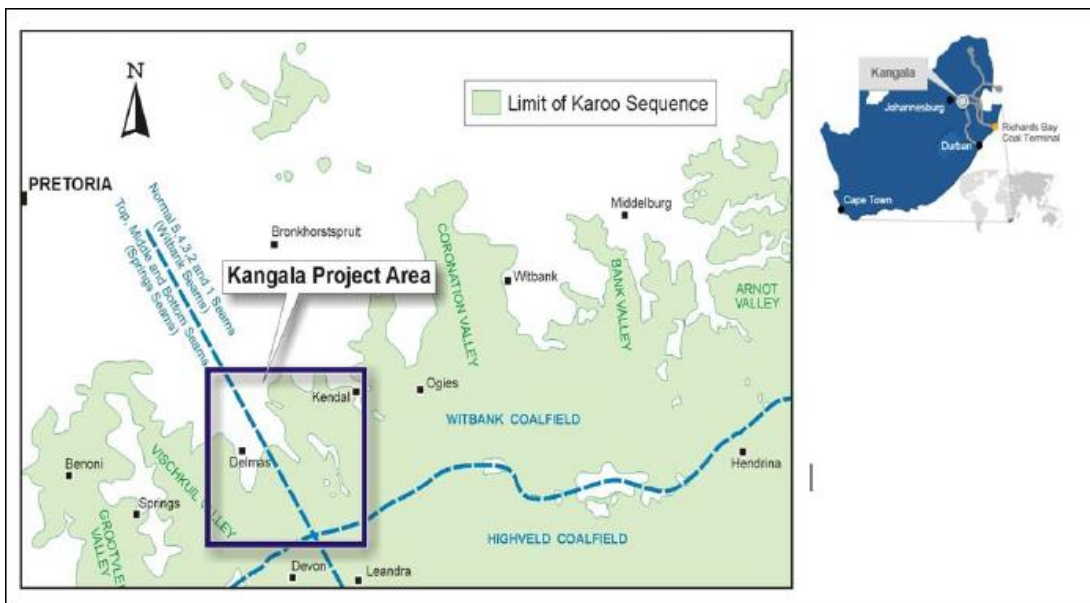 N
Limit of Karoo Sequence
PRETORIA
Normal 5,4,3,2 and 1 Seams
(Witbank Seams)
Top, Middle and Bottom Seams
(Springs Seams)
Bronkhorstspruit
Middelburg
Kangala Project Area
CORONATION VALLEY
Witbank
BANK VALLEY
ARNOT
VALLEY
Kendal
Ogies
WITBANK COALFIELD
Delmas
Benoni
VISCHKUIL VALLEY
Hendrina
Springs
GROOTVLEI
VALLEY
HIGHVELD COALFIELD
Devon
Leandra
Kangala
Johannesburg
Richards Bay
Coal Terminal
Durban
Cape Town